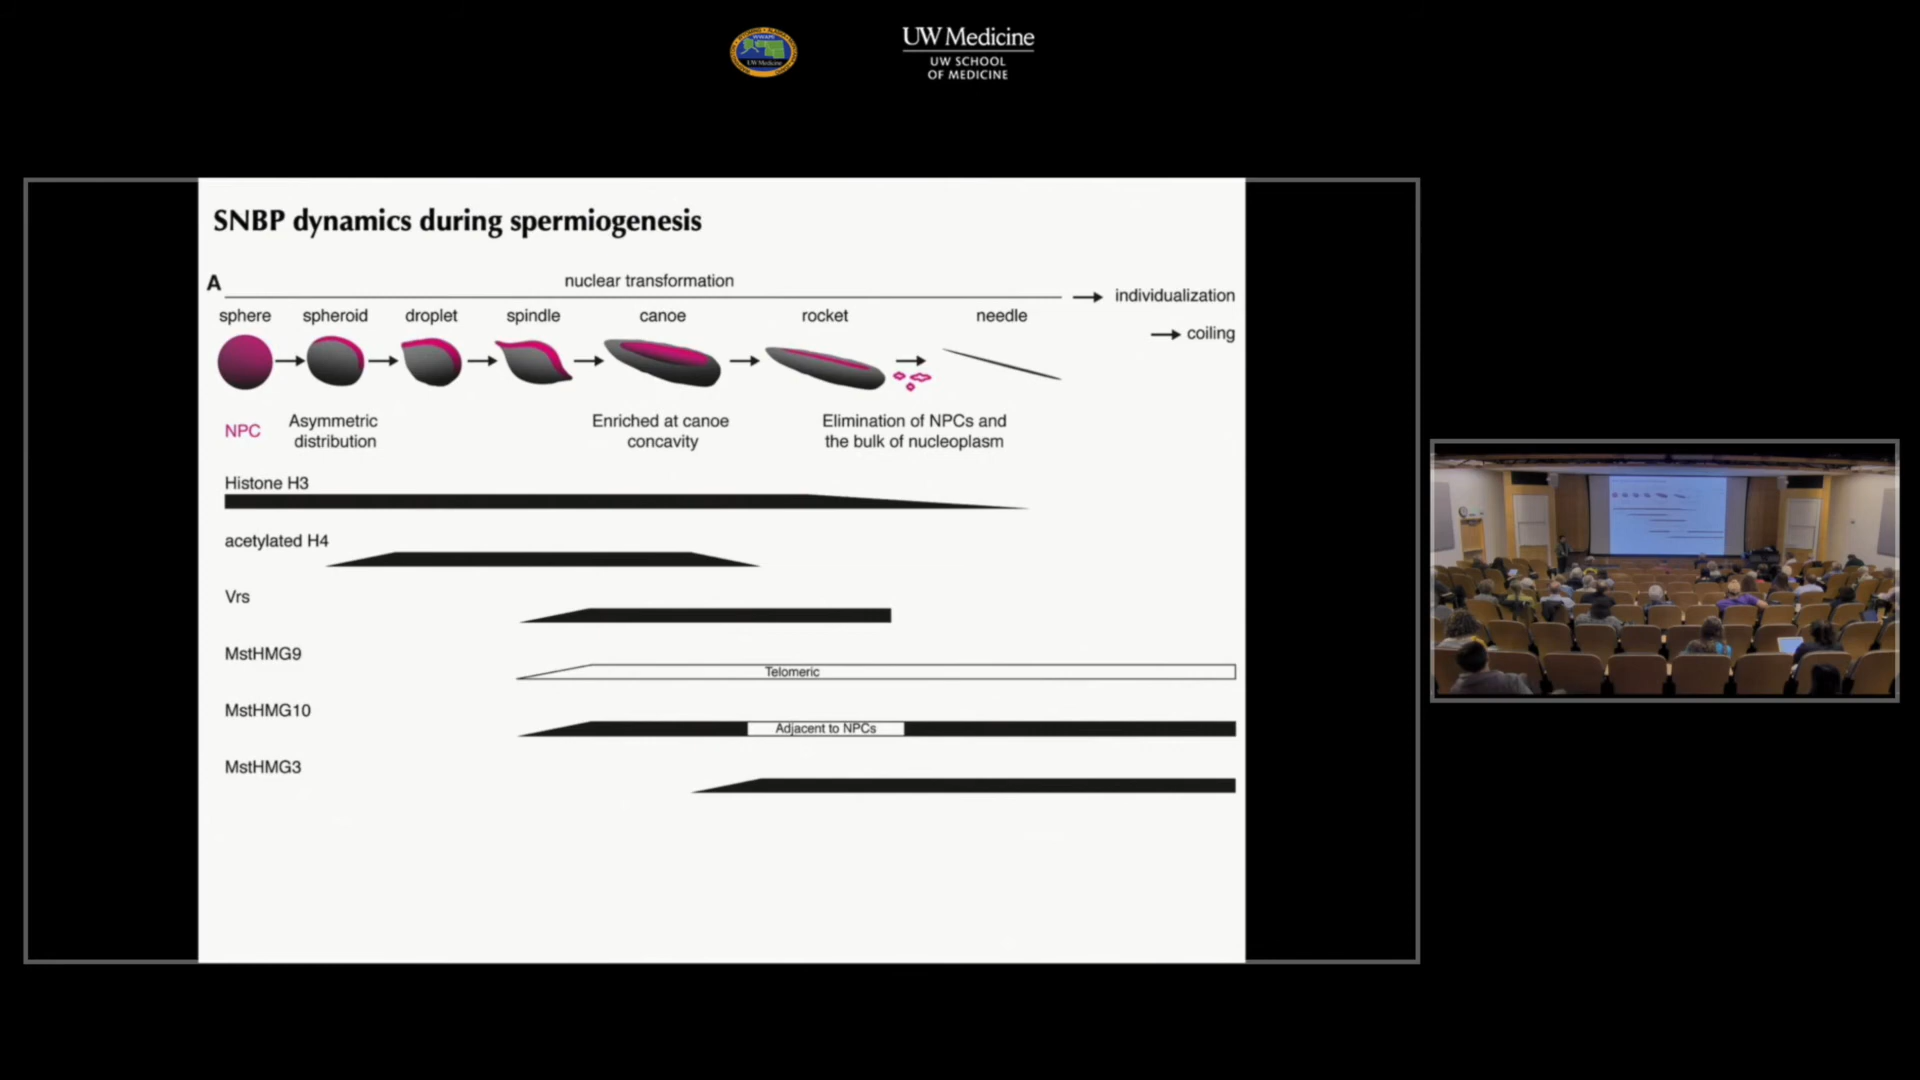 UW Medicine
UW Medicine
UW SCHOOL
OF MEDICINE
SNBP dynamics during spermiogenesis
A
nuclear transformation
individualization
sphere spheroid droplet spindle canoe rocket needle
coiling
NPC
Asymmetric
distribution
Enriched at canoe
concavity
Elimination of NPCs and
the bulk of nucleoplasm
Histone H3
acetylated H4
Vrs
MstHMG9
Telomeric
MstHMG10
Adjacent to NPCs
MstHMG3